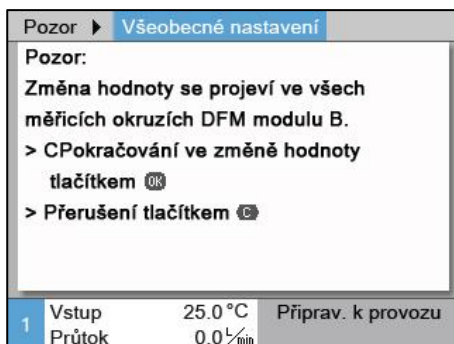 Pozor ▶ Všeobecné nastavení
Pozor:
Změna hodnoty se projeví ve všech
měřicích okruzích DFM modulu B.
> CPokračování ve změně hodnoty
tlačítkem OK
> Přerušení tlačítkem C
1 Vstup 25.0 °C Připrav. k provozu
Průtok 0.0 L/min